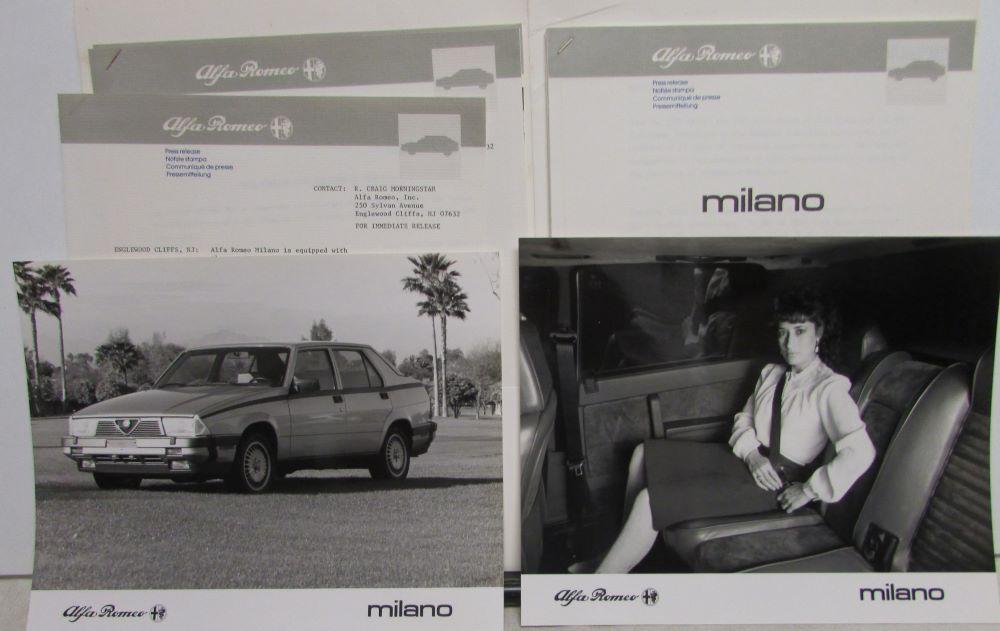 Alfa Romeo
Alfa Romeo
Press release
Notizie stampa
Communiqué de presse
Pressemitteilung
CONTACT: R. CRAIG MORNINGSTAR
Alfa Romeo, Inc.
250 Sylvan Avenue
Englewood Cliffs, NJ 07632
FOR IMMEDIATE RELEASE
ENGLEWOOD CLIFFS, NJ: Alfa Romeo Milano is equipped with
Alfa Romeo
Press release
Notizie stampa
Communiqué de presse
Pressemitteilung
milano
Alfa Romeo milano
Alfa Romeo milano